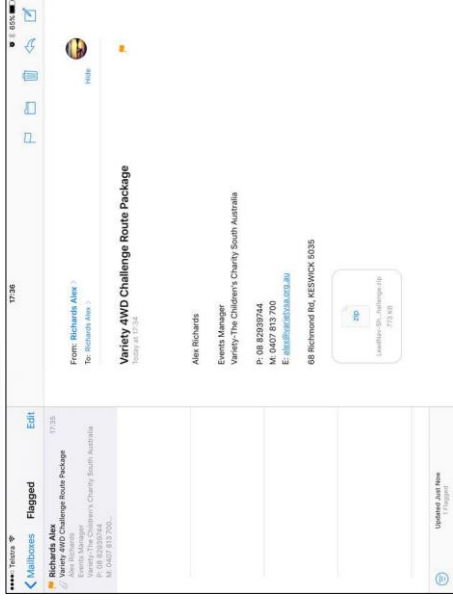 Telstra
17:36
65%
Mailboxes
Flagged
Edit
Richards Alex
17:35
Variety 4WD Challenge Route Package
Alex Richards
Events Manager
Variety-The Children's Charity South Australia
P: 08 82939744
M: 0407 813 700...
Updated Just Now
1 Flagged
From: Richards Alex
To: Richards Alex
Hide
Variety 4WD Challenge Route Package
Today at 17:34
Alex Richards
Events Manager
Variety-The Children's Charity South Australia
P: 08 82939744
M: 0407 813 700
E: alex@varietysa.org.au
68 Richmond Rd, KESWICK 5035
zip
LeadNav-Sh...hallenge.zip
773 KB